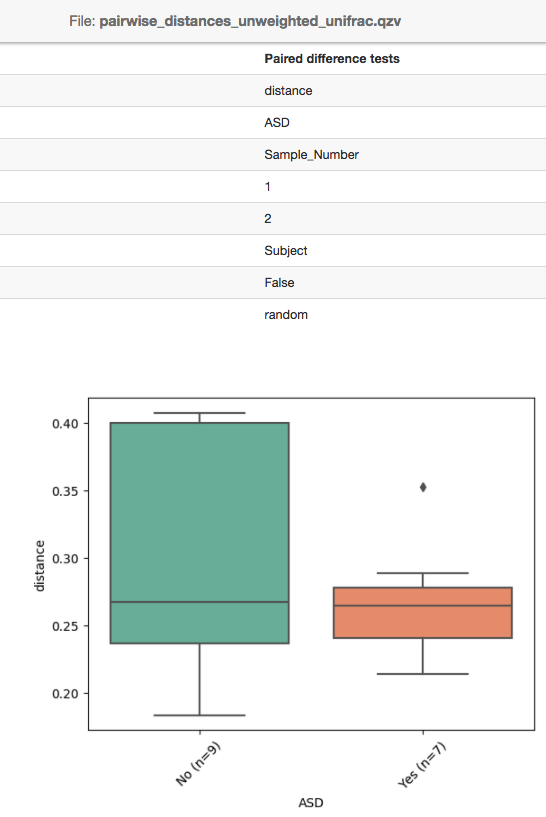 File: pairwise_distances_unweighted_unifrac.qzv
Paired difference tests
distance
ASD
Sample_Number
1
2
Subject
False
random
0.40
0.35
0.30
0.25
0.20
distance
No (n=9)
Yes (n=7)
ASD